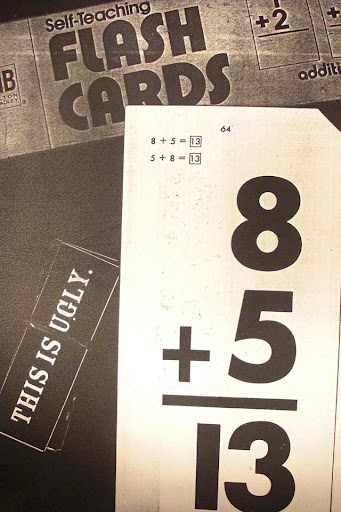 Self-Teaching
FLASH
CARDS
1
+2
additi
64
8 + 5 = 13
5 + 8 = 13
8
+5
13
THIS IS UGLY.